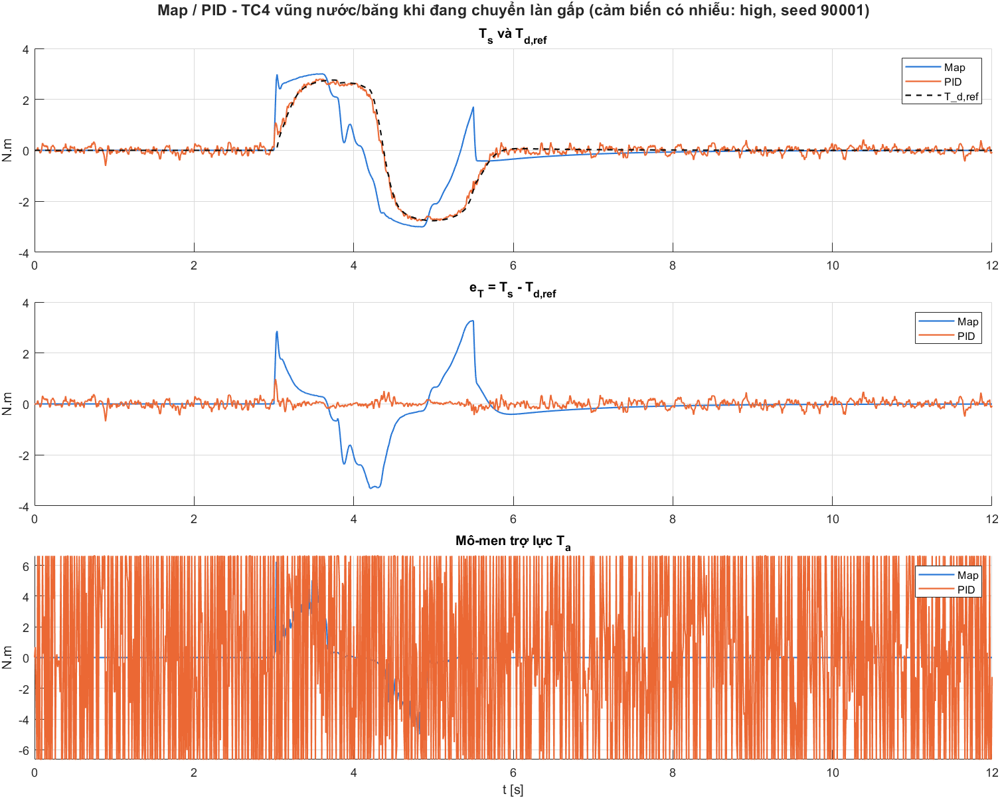 Map / PID - TC4 vũng nước/băng khi đang chuyển làn gấp (cảm biến có nhiễu: high, seed 90001)
T_s và T_d,ref
4
2
0
-2
-4
N.m
0 2 4 6 8 10 12
Map
PID
T_d,ref
e_T = T_s - T_d,ref
4
2
0
-2
-4
N.m
0 2 4 6 8 10 12
Map
PID
Mô-men trợ lực T_a
6
4
2
0
-2
-4
-6
N.m
0 2 4 6 8 10 12
Map
PID
t [s]